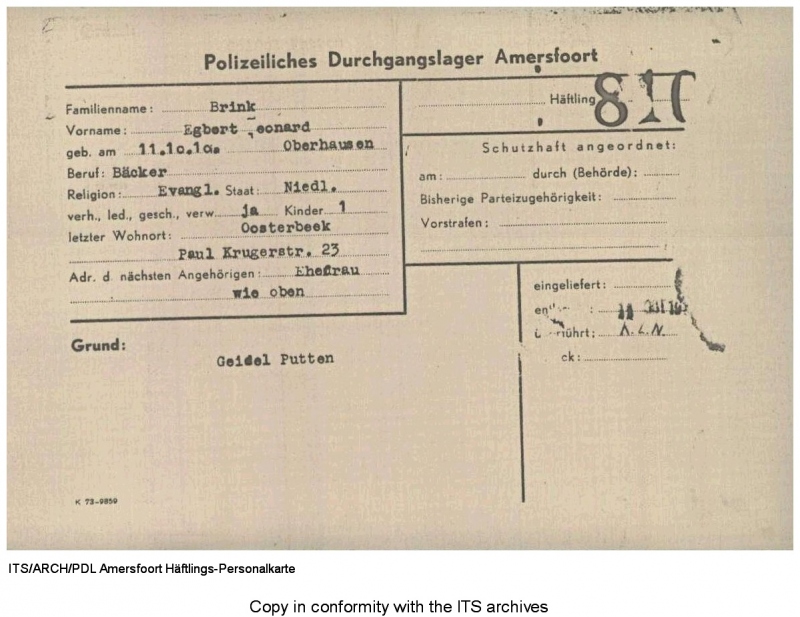 Polizeiliches Durchgangslager Amersfoort
Familienname: Brink
Vorname: Egbert Leonard
geb. am 11.10.10. Oberhausen
Beruf: Bäcker
Religion: Evangl. Staat: Niedl.
verh., led., gesch., verw. ja Kinder 1
letzter Wohnort: Oosterbeek
Paul Krugerstr. 23
Adr. d. nächsten Angehörigen: Ehefrau
wie oben
Häftling
Schutzhaft angeordnet:
am: durch (Behörde):
Bisherige Parteizugehörigkeit:
Vorstrafen:
eingeliefert:
11
A.L.N.
ck:
Grund:
Geidel Putten
K 73-9859
ITS/ARCH/PDL Amersfoort Häftlings-Personalkarte
Copy in conformity with the ITS archives